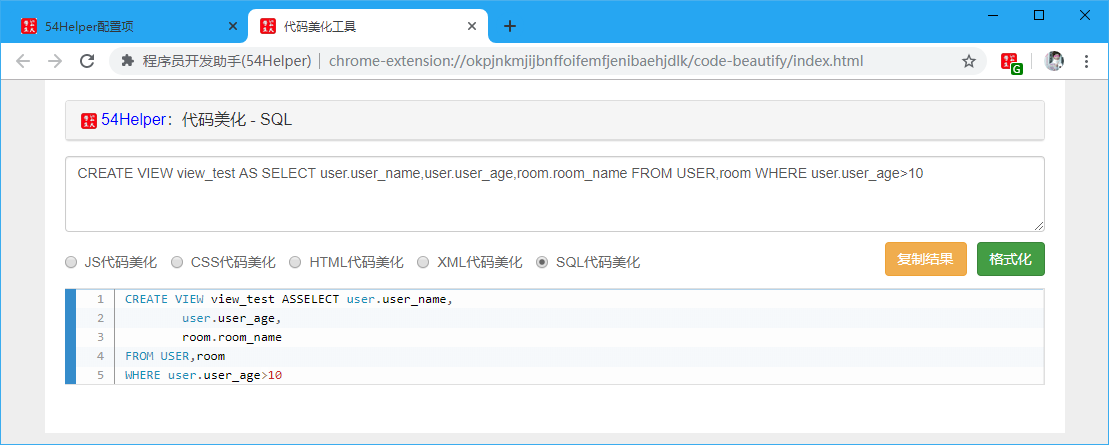 54Helper配置项
代码美化工具
程序员开发助手(54Helper) | chrome-extension://okpjnkmjijbnffoifemfjenibaehjdlk/code-beautify/index.html
G
54Helper：代码美化 - SQL
CREATE VIEW view_test AS SELECT user.user_name,user.user_age,room.room_name FROM USER,room WHERE user.user_age>10
JS代码美化 CSS代码美化 HTML代码美化 XML代码美化 SQL代码美化 复制结果 格式化
1 CREATE VIEW view_test ASSELECT user.user_name,
2 user.user_age,
3 room.room_name
4 FROM USER,room
5 WHERE user.user_age>10